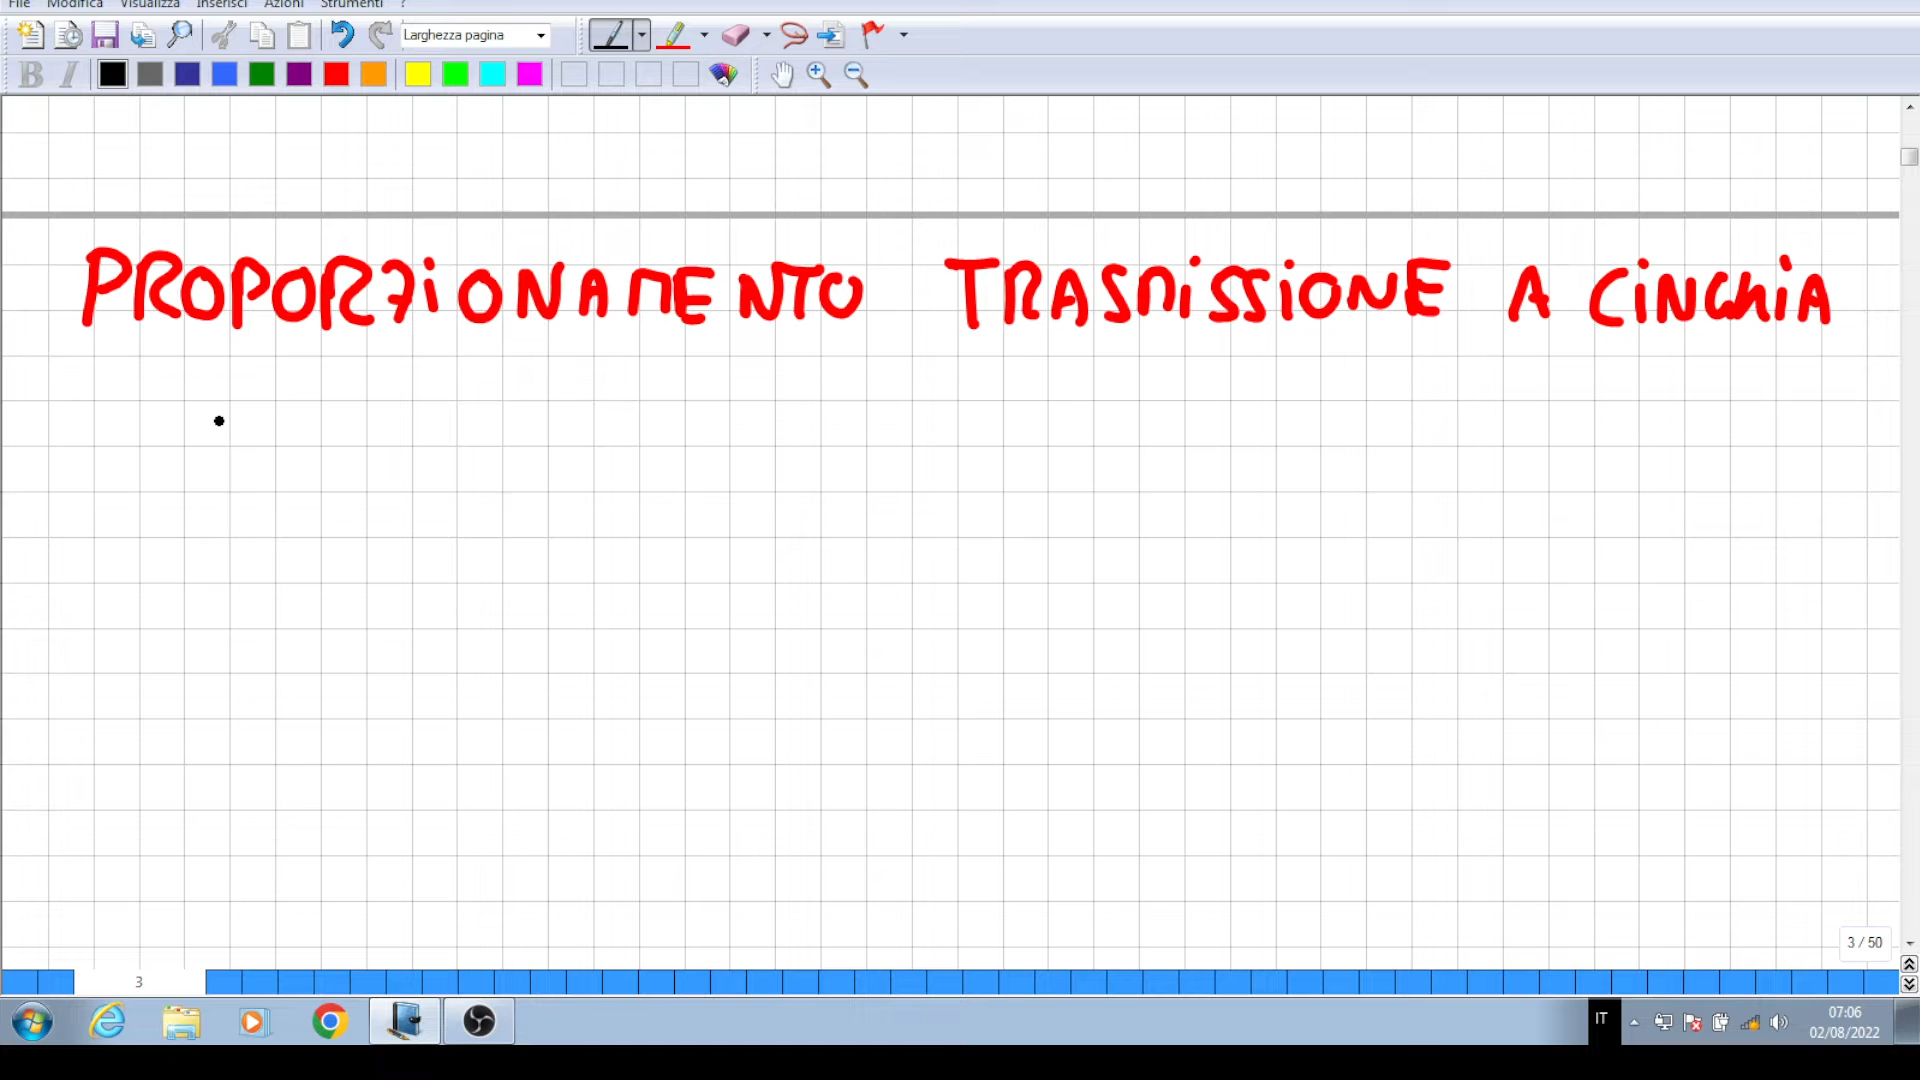 File Modifica Visualizza Inserisci Azioni Strumenti ?
Larghezza pagina
B I
PROPORZIONAMENTO TRASMISSIONE A CINGHIA
3 / 50
3
IT
07:06
02/08/2022